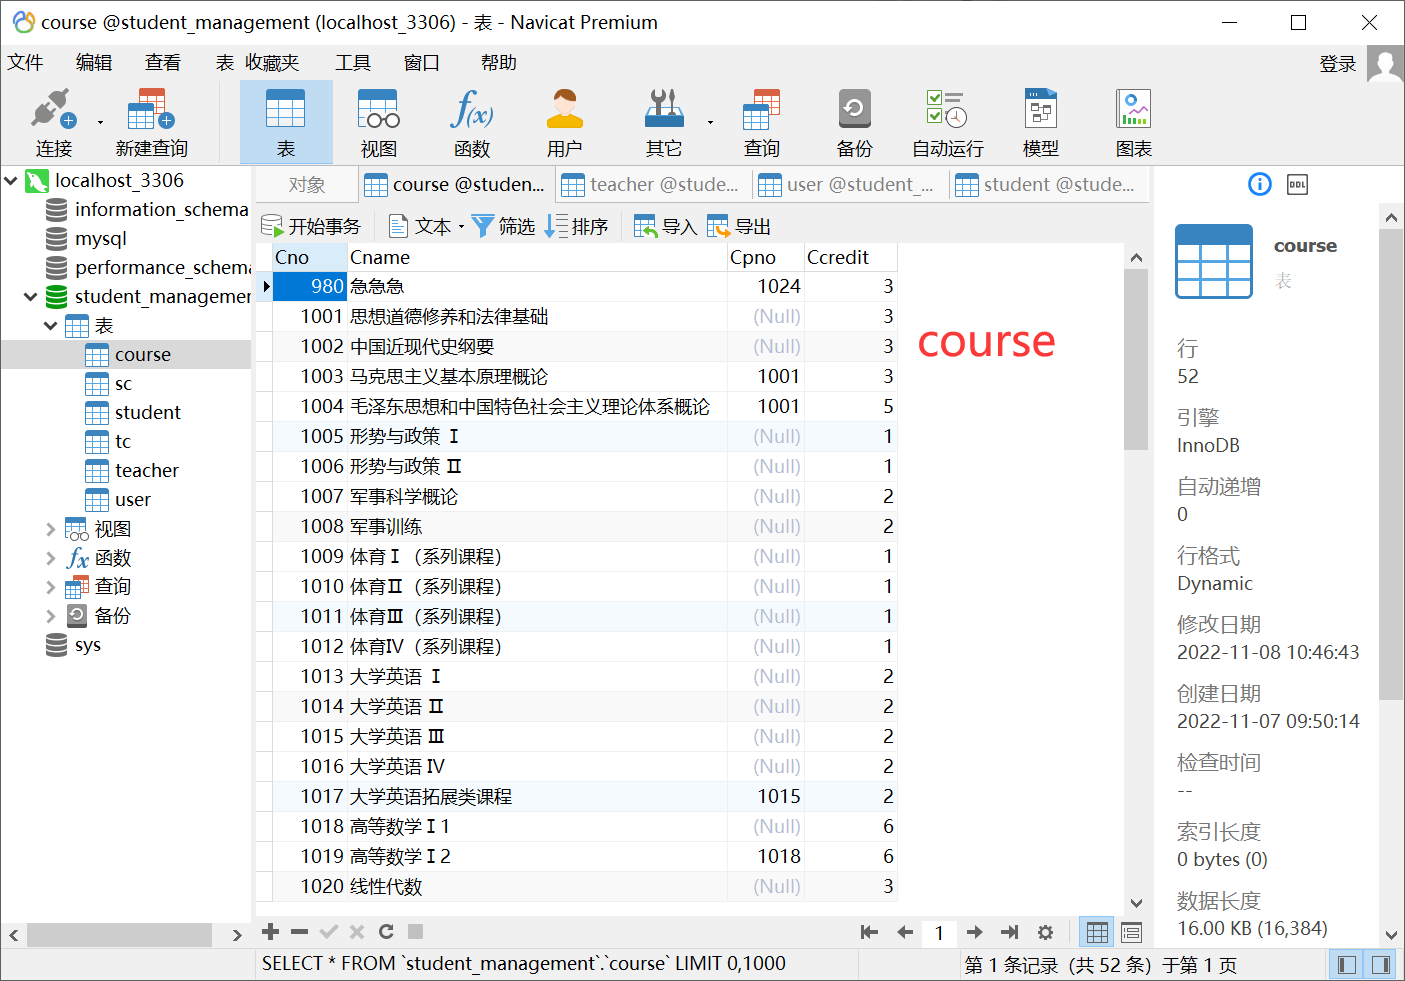 course @student_management (localhost_3306) - 表 - Navicat Premium
文件 编辑 查看 表 收藏夹 工具 窗口 帮助 登录
连接 新建查询 表 视图 函数 用户 其它 查询 备份 自动运行 模型 图表
localhost_3306
information_schema
mysql
performance_schema
student_managemen
表
course
sc
student
tc
teacher
user
视图
函数
查询
备份
sys
对象 course @studen... teacher @stude... user @student_... student @stude...
开始事务 文本 筛选 排序 导入 导出
Cno Cname Cpno Ccredit
980 急急急 1024 3
1001 思想道德修养和法律基础 (Null) 3
1002 中国近现代史纲要 (Null) 3
1003 马克思主义基本原理概论 1001 3
1004 毛泽东思想和中国特色社会主义理论体系概论 1001 5
1005 形势与政策 Ⅰ (Null) 1
1006 形势与政策 Ⅱ (Null) 1
1007 军事科学概论 (Null) 2
1008 军事训练 (Null) 2
1009 体育Ⅰ（系列课程） (Null) 1
1010 体育Ⅱ（系列课程） (Null) 1
1011 体育Ⅲ（系列课程） (Null) 1
1012 体育Ⅳ（系列课程） (Null) 1
1013 大学英语 Ⅰ (Null) 2
1014 大学英语 Ⅱ (Null) 2
1015 大学英语 Ⅲ (Null) 2
1016 大学英语 Ⅳ (Null) 2
1017 大学英语拓展类课程 1015 2
1018 高等数学Ⅰ1 (Null) 6
1019 高等数学Ⅰ2 1018 6
1020 线性代数 (Null) 3
course
1
DDL
course
表
行
52
引擎
InnoDB
自动递增
0
行格式
Dynamic
修改日期
2022-11-08 10:46:43
创建日期
2022-11-07 09:50:14
检查时间
--
索引长度
0 bytes (0)
数据长度
16.00 KB (16,384)
SELECT * FROM `student_management`.`course` LIMIT 0,1000
第 1 条记录（共 52 条）于第 1 页